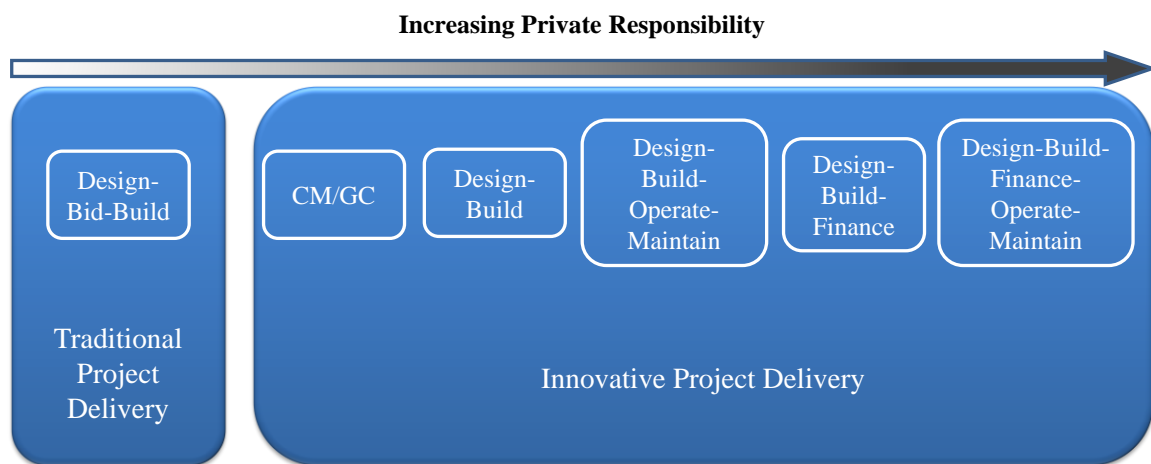 Increasing Private Responsibility
Design-
Bid-Build
CM/GC
Design-
Build
Design-
Build-
Operate-
Maintain
Design-
Build-
Finance
Design-Build-
Finance-
Operate-
Maintain
Traditional
Project
Delivery
Innovative Project Delivery